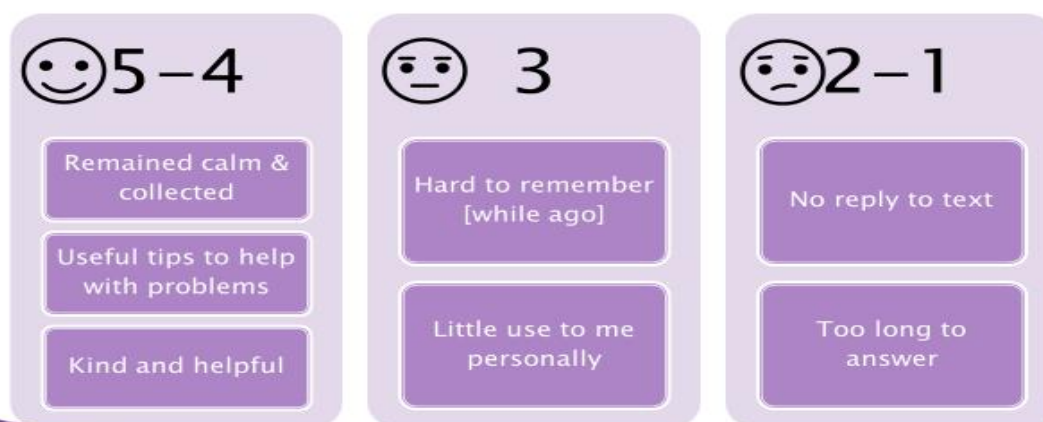 5-4
Remained calm &
collected
Useful tips to help
with problems
Kind and helpful
3
Hard to remember
[while ago]
Little use to me
personally
2-1
No reply to text
Too long to
answer